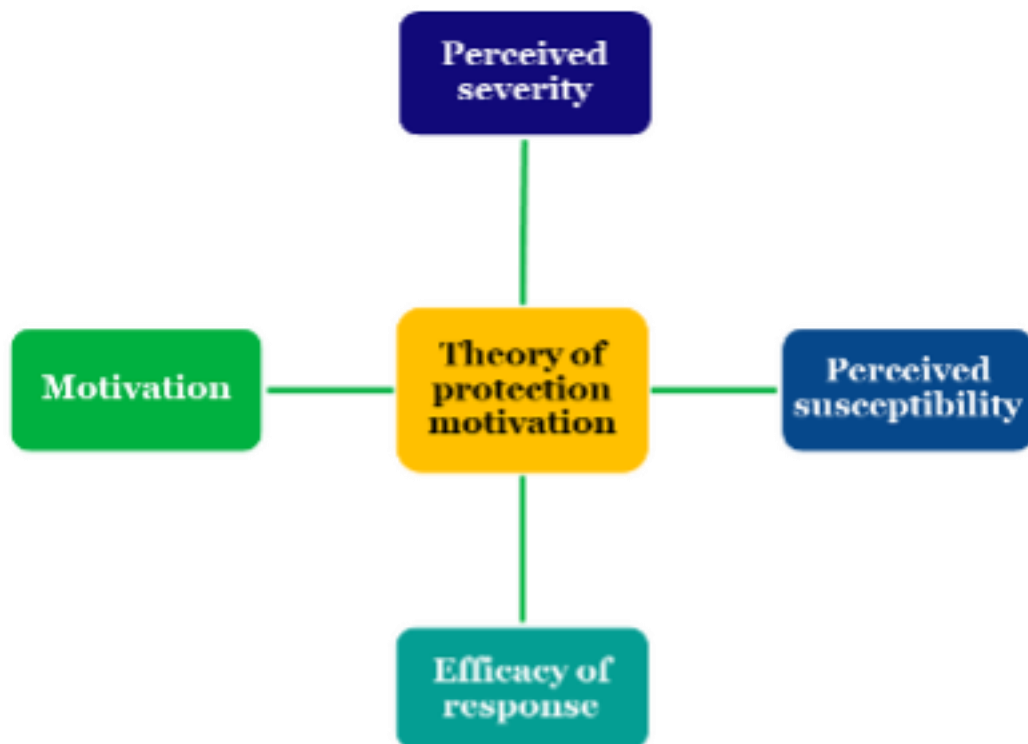 Perceived
severity
Motivation
Theory of
protection
motivation
Perceived
susceptibility
Efficacy of
response